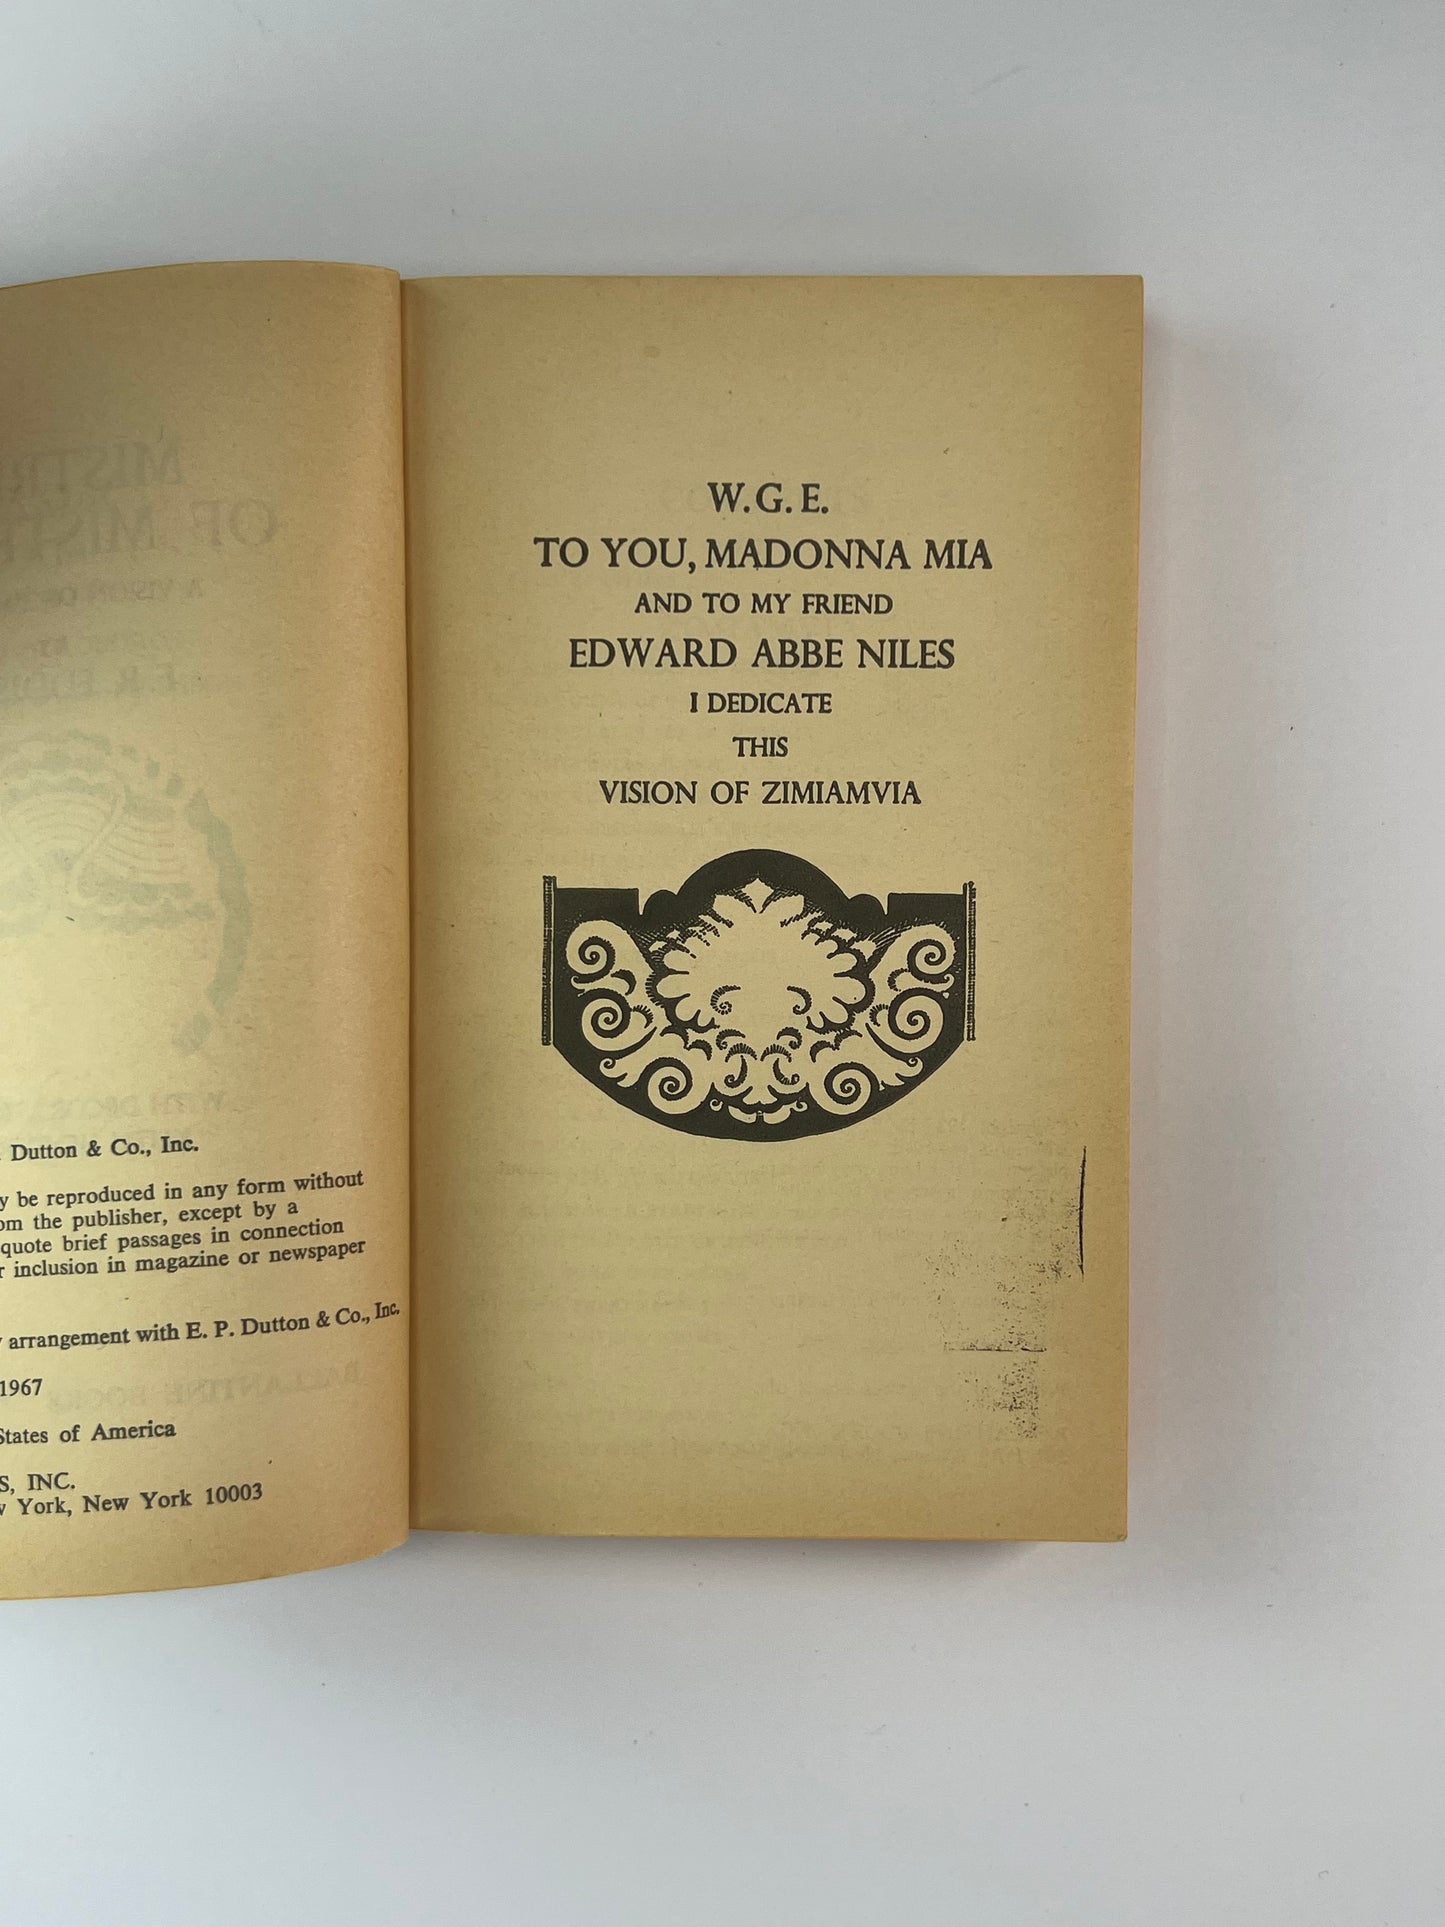 Dutton & Co., Inc.
y be reproduced in any form without
om the publisher, except by a
quote brief passages in connection
r inclusion in magazine or newspaper
arrangement with E. P. Dutton & Co., Inc.
1967
States of America
S, INC.
York, New York 10003
W.G.E.
TO YOU, MADONNA MIA
AND TO MY FRIEND
EDWARD ABBE NILES
I DEDICATE
THIS
VISION OF ZIMIAMVIA